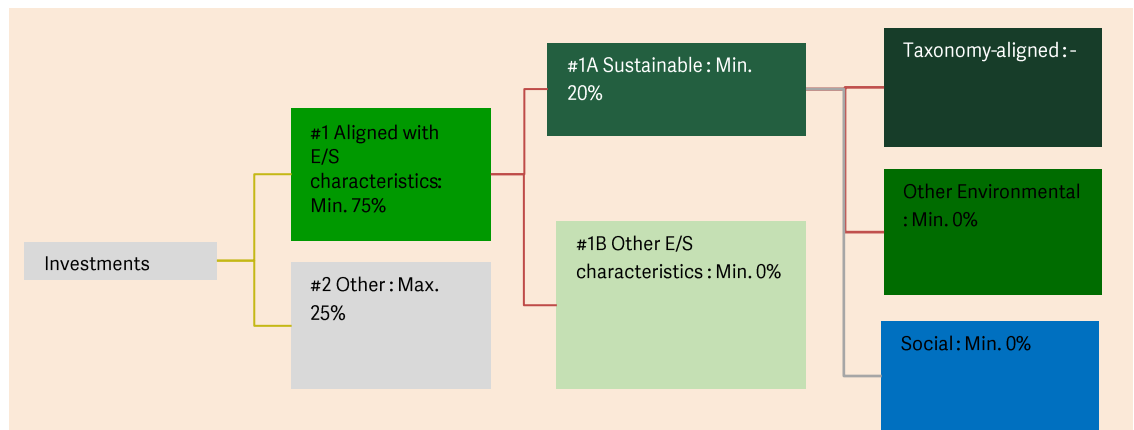 Investments
#1 Aligned with
E/S
characteristics:
Min. 75%
#2 Other : Max.
25%
#1A Sustainable : Min.
20%
#1B Other E/S
characteristics : Min. 0%
Taxonomy-aligned : -
Other Environmental
: Min. 0%
Social : Min. 0%